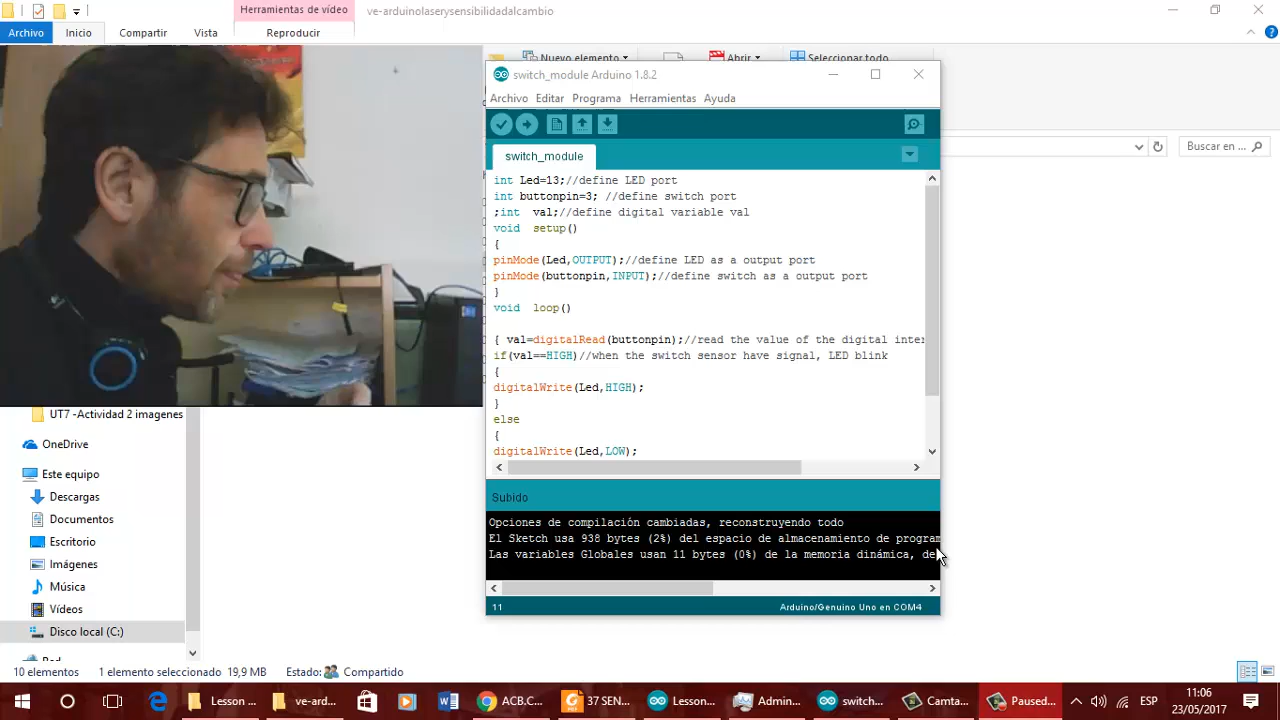 Herramientas de vídeo
ve-arduinolaserysensibilidadalcambio
Archivo
Inicio
Compartir
Vista
Reproducir
Nuevo elemento
Abrir
Seleccionar todo
switch_module Arduino 1.8.2
Archivo Editar Programa Herramientas Ayuda
Buscar en ...
switch_module
int Led=13;//define LED port
int buttonpin=3; //define switch port
;int val;//define digital variable val
void setup()
{
pinMode(Led,OUTPUT);//define LED as a output port
pinMode(buttonpin,INPUT);//define switch as a output port
}
void loop()
{ val=digitalRead(buttonpin);//read the value of the digital inter
if(val==HIGH)//when the switch sensor have signal, LED blink
{
digitalWrite(Led,HIGH);
}
else
{
digitalWrite(Led,LOW);
UT7 -Actividad 2 imagenes
OneDrive
Este equipo
Descargas
Documentos
Escritorio
Imágenes
Música
Vídeos
Disco local (C:)
Subido
Opciones de compilación cambiadas, reconstruyendo todo
El Sketch usa 938 bytes (2%) del espacio de almacenamiento de program
Las variables Globales usan 11 bytes (0%) de la memoria dinámica, de
11
Arduino/Genuino Uno en COM4
10 elementos
1 elemento seleccionado 19,9 MB
Estado: Compartido
Lesson ...
ve-ard...
ACB.C...
37 SEN...
Lesson...
Admin...
switch...
Camta...
Paused...
ESP
11:06
23/05/2017